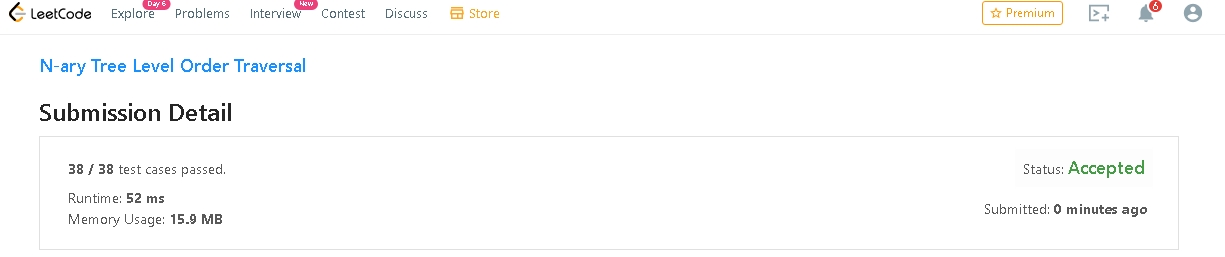 LeetCode Explore Day 6 Problems Interview New Contest Discuss Store Premium 6
N-ary Tree Level Order Traversal
Submission Detail
38 / 38 test cases passed. Status: Accepted
Runtime: 52 ms
Memory Usage: 15.9 MB Submitted: 0 minutes ago